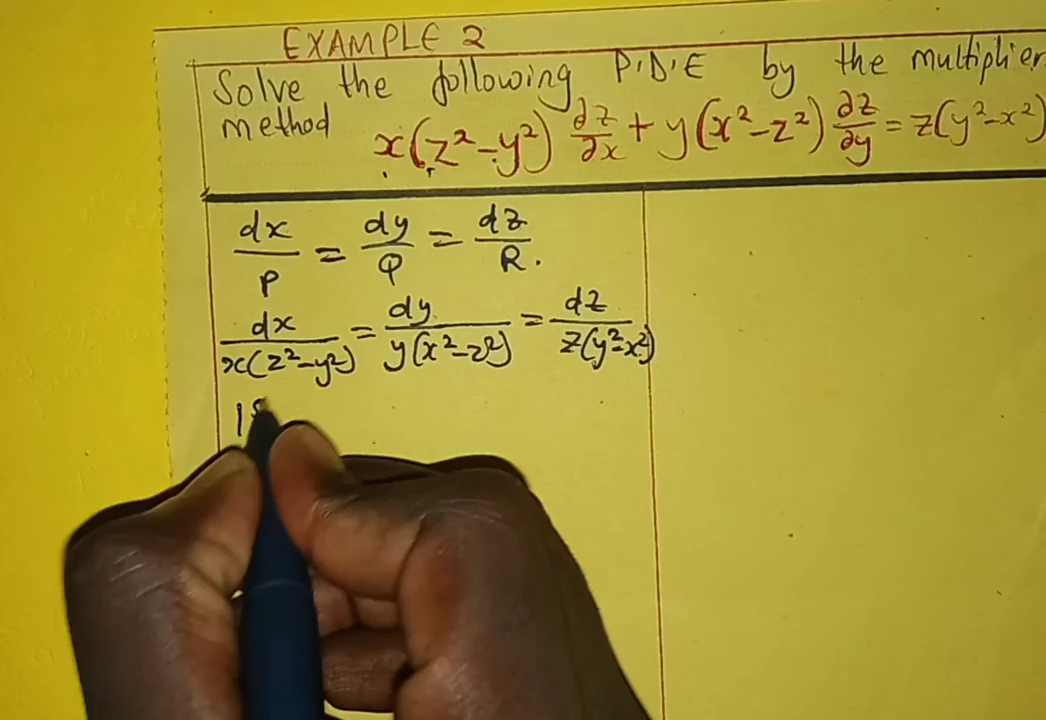 EXAMPLE 2
Solve the following P.D.E by the multiplier
method x(z²-y²) ∂z/∂x + y(x²-z²) ∂z/∂y = z(y²-x²)
dx/P = dy/Q = dz/R.
dx/x(z²-y²) = dy/y(x²-z²) = dz/z(y²-x²)
1s